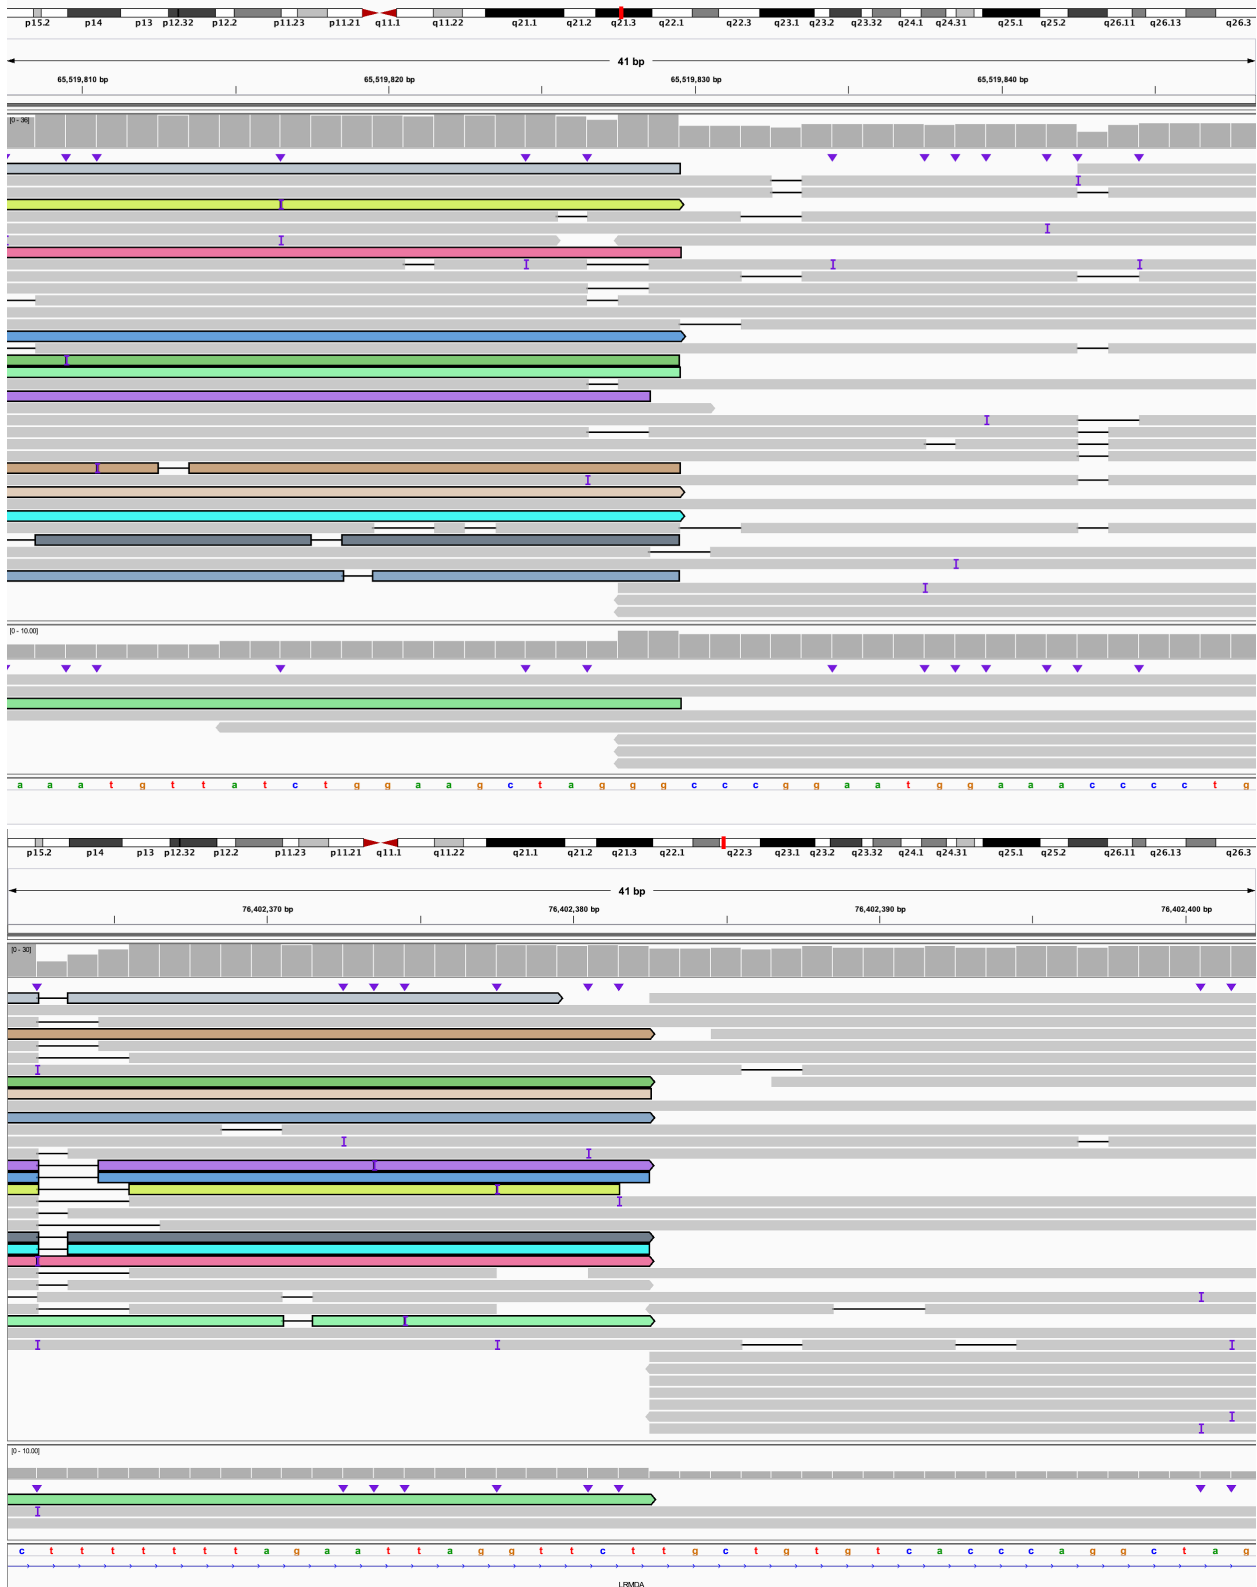 p15.2 p14 p13 p12.32 p12.2 p11.23 p11.21 q11.1 q11.22 q21.1 q21.2 q21.3 q22.1 q22.3 q23.1 q23.2 q23.32 q24.1 q24.31 q25.1 q25.2 q26.11 q26.13 q26.3
41 bp
65,519,810 bp 65,519,820 bp 65,519,830 bp 65,519,840 bp
[0 - 36]
[0 - 10.00]
a a a t g t t a t c t g g a a g c t a g g g c c c g g a a t g g a a a c c c c t g
p15.2 p14 p13 p12.32 p12.2 p11.23 p11.21 q11.1 q11.22 q21.1 q21.2 q21.3 q22.1 q22.3 q23.1 q23.2 q23.32 q24.1 q24.31 q25.1 q25.2 q26.11 q26.13 q26.3
41 bp
76,402,370 bp 76,402,380 bp 76,402,390 bp 76,402,400 bp
[0 - 30]
[0 - 10.00]
c t t t t t t t a g a a t t a g g t t c t t g c t g t g t c a c c c a g g c t a g
LRMDA